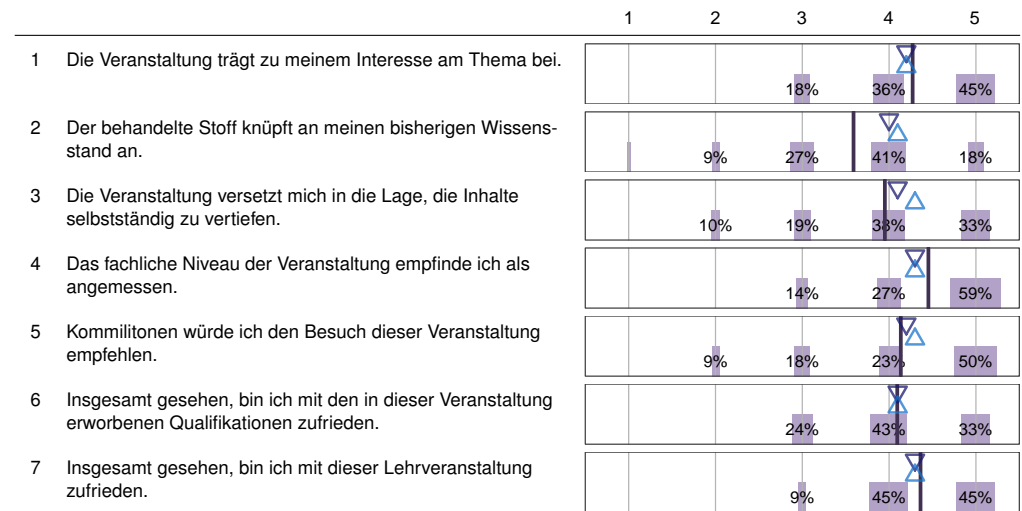 1 2 3 4 5
1 Die Veranstaltung trägt zu meinem Interesse am Thema bei.
18% 36% 45%
2 Der behandelte Stoff knüpft an meinen bisherigen Wissens-
stand an.
9% 27% 41% 18%
3 Die Veranstaltung versetzt mich in die Lage, die Inhalte
selbstständig zu vertiefen.
10% 19% 38% 33%
4 Das fachliche Niveau der Veranstaltung empfinde ich als
angemessen.
14% 27% 59%
5 Kommilitonen würde ich den Besuch dieser Veranstaltung
empfehlen.
9% 18% 23% 50%
6 Insgesamt gesehen, bin ich mit den in dieser Veranstaltung
erworbenen Qualifikationen zufrieden.
24% 43% 33%
7 Insgesamt gesehen, bin ich mit dieser Lehrveranstaltung
zufrieden.
9% 45% 45%